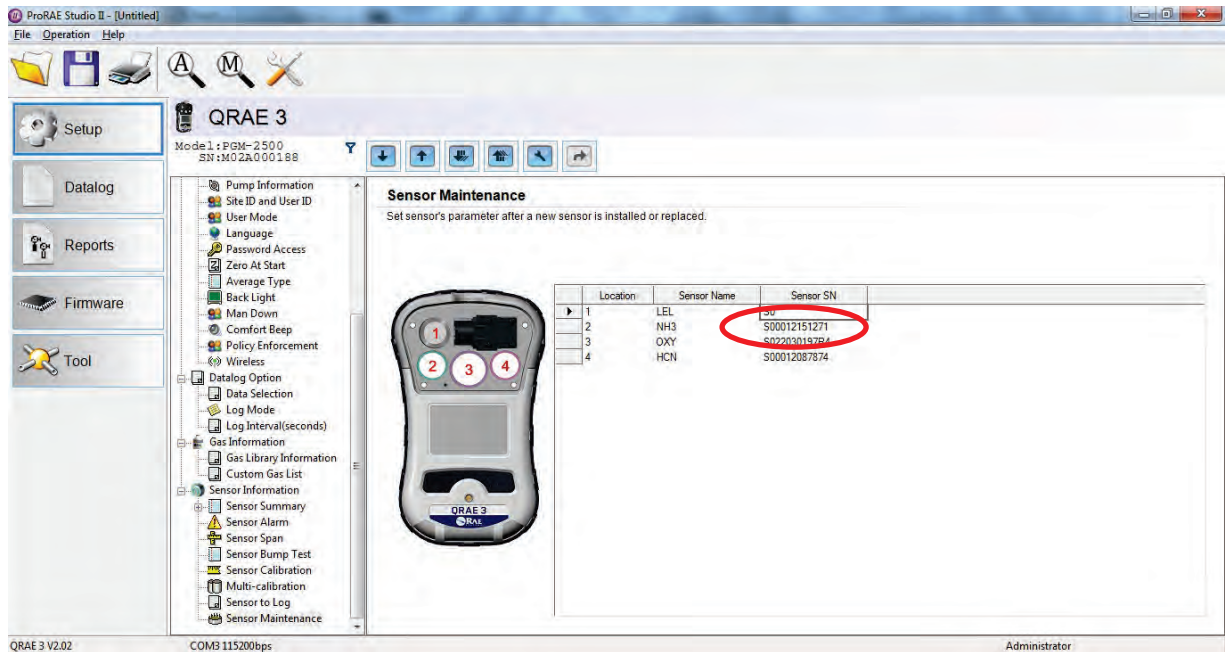 ProRAE Studio II - [Untitled]
File Operation Help
A M
Setup
Datalog
Reports
Firmware
Tool
QRAE 3
Model:PGM-2500
SN:M02A000188
Pump Information
Site ID and User ID
User Mode
Language
Password Access
Zero At Start
Average Type
Back Light
Man Down
Comfort Beep
Policy Enforcement
Wireless
Datalog Option
Data Selection
Log Mode
Log Interval(seconds)
Gas Information
Gas Library Information
Custom Gas List
Sensor Information
Sensor Summary
Sensor Alarm
Sensor Span
Sensor Bump Test
Sensor Calibration
Multi-calibration
Sensor to Log
Sensor Maintenance
Sensor Maintenance
Set sensor's parameter after a new sensor is installed or replaced.
1
2 3 4
QRAE 3
RAE
Location Sensor Name Sensor SN
1 LEL S0
2 NH3 S00012151271
3 OXY S022030197R4
4 HCN S00012087874
QRAE 3 V2.02 COM3 115200bps Administrator